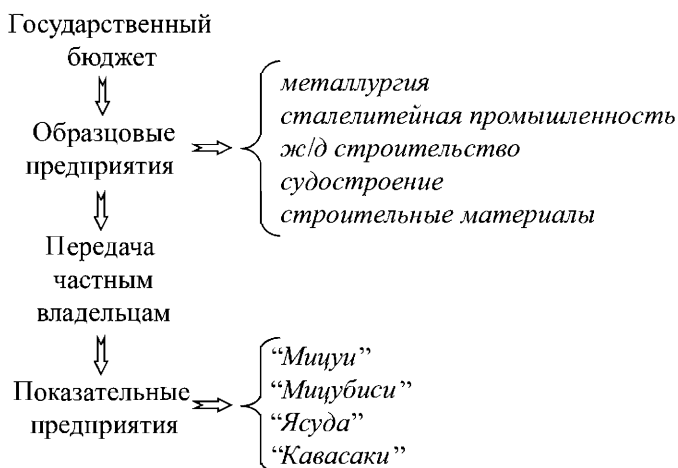 Государственный
бюджет
металлургия
сталелитейная промышленность
Образцовые
предприятия
ж/д строительство
судостроение
строительные материалы
Передача
частным
владельцам
Показательные
предприятия
“Мицуи”
“Мицубиси”
“Ясуда”
“Кавасаки”